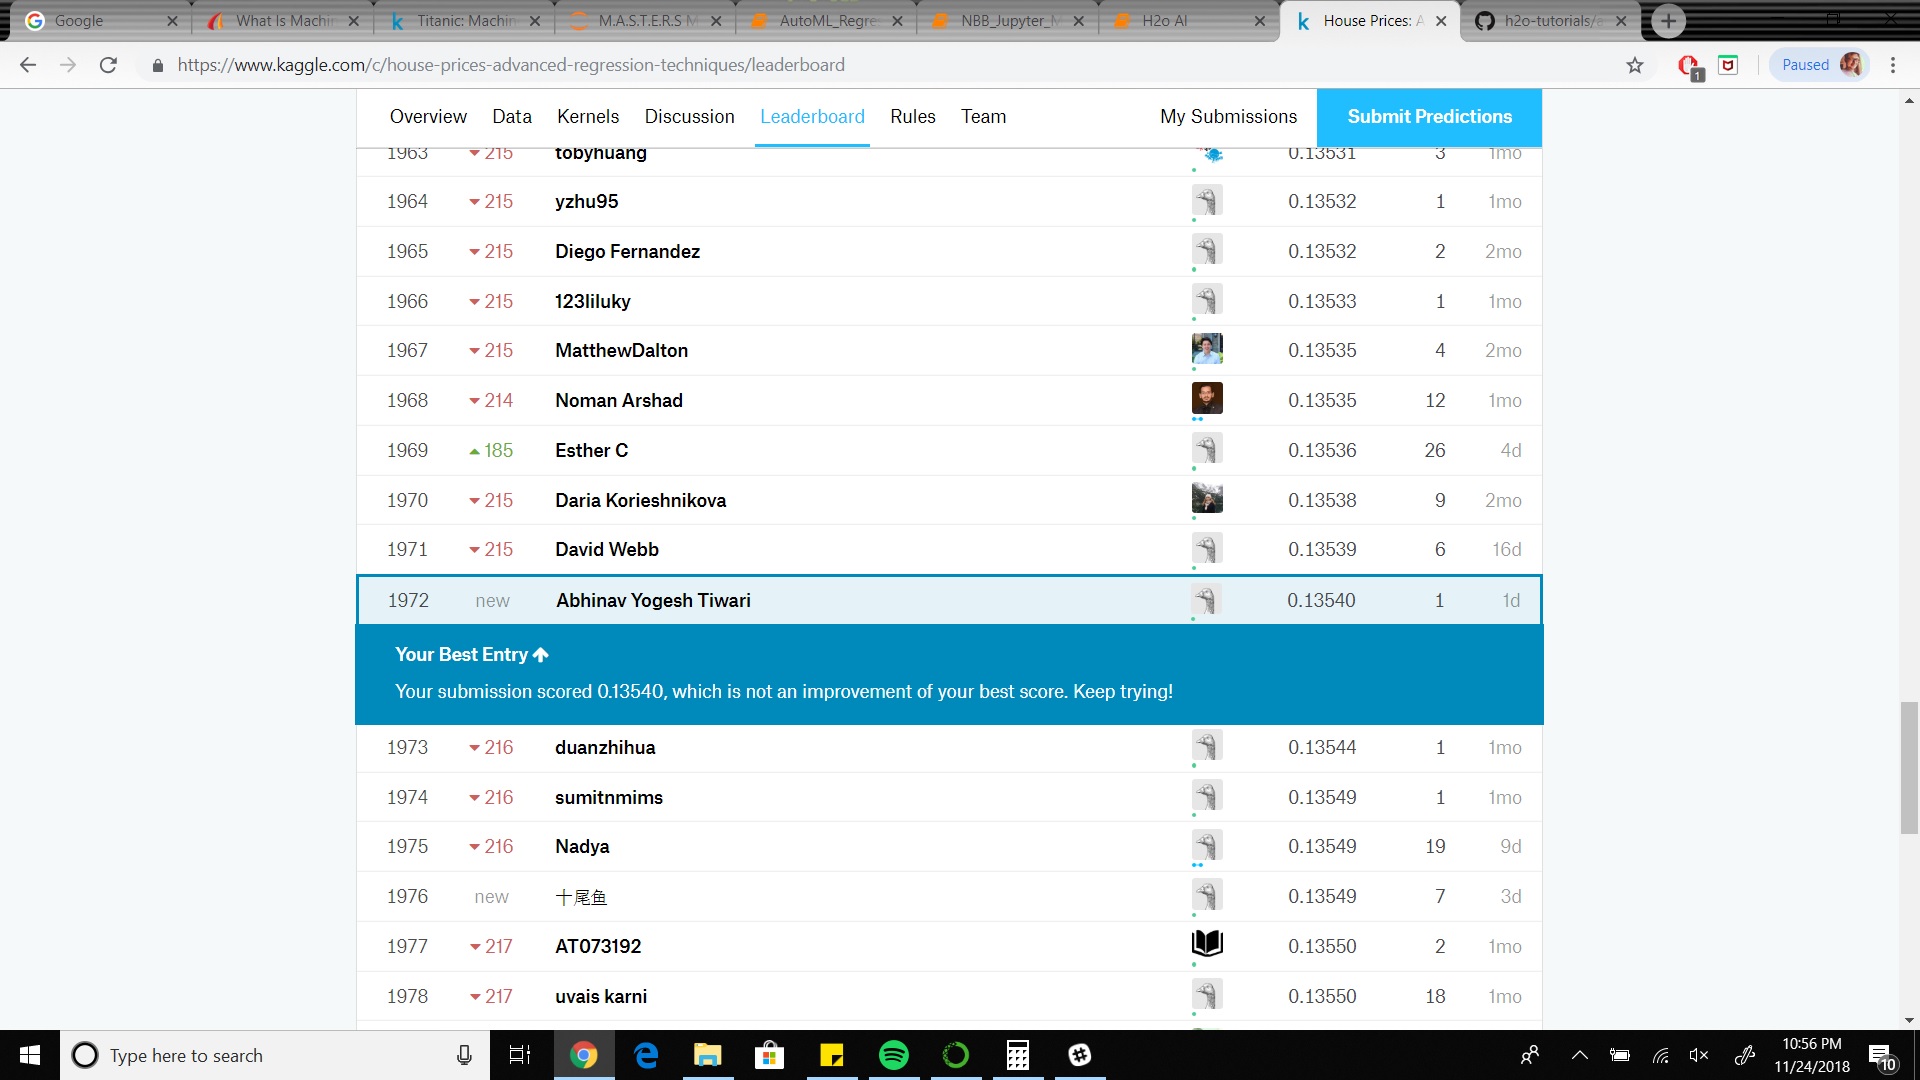 Google
What Is Machin
Titanic: Machin
M.A.S.T.E.R.S M
AutoML_Regre
NBB_Jupyter_M
H2o AI
House Prices: A
h2o-tutorials/
https://www.kaggle.com/c/house-prices-advanced-regression-techniques/leaderboard
1
Paused
Overview Data Kernels Discussion Leaderboard Rules Team My Submissions Submit Predictions
1963 215 tobyhuang 0.13531 3 1mo
1964 215 yzhu95 0.13532 1 1mo
1965 215 Diego Fernandez 0.13532 2 2mo
1966 215 123liluky 0.13533 1 1mo
1967 215 MatthewDalton 0.13535 4 2mo
1968 214 Noman Arshad 0.13535 12 1mo
1969 185 Esther C 0.13536 26 4d
1970 215 Daria Korieshnikova 0.13538 9 2mo
1971 215 David Webb 0.13539 6 16d
1972 new Abhinav Yogesh Tiwari 0.13540 1 1d
Your Best Entry
Your submission scored 0.13540, which is not an improvement of your best score. Keep trying!
1973 216 duanzhihua 0.13544 1 1mo
1974 216 sumitnmims 0.13549 1 1mo
1975 216 Nadya 0.13549 19 9d
1976 new 十尾鱼 0.13549 7 3d
1977 217 AT073192 0.13550 2 1mo
1978 217 uvais karni 0.13550 18 1mo
Type here to search
10:56 PM
11/24/2018
10